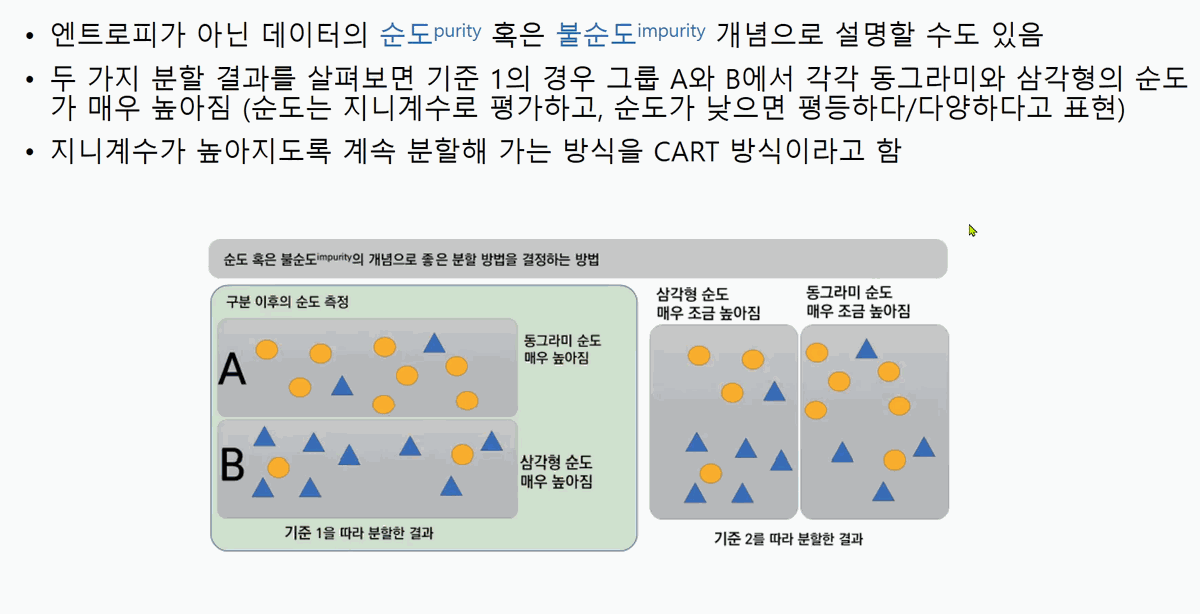 • 엔트로피가 아닌 데이터의 순도purity 혹은 불순도impurity 개념으로 설명할 수도 있음
• 두 가지 분할 결과를 살펴보면 기준 1의 경우 그룹 A와 B에서 각각 동그라미와 삼각형의 순도
가 매우 높아짐 (순도는 지니계수로 평가하고, 순도가 낮으면 평등하다/다양하다고 표현)
• 지니계수가 높아지도록 계속 분할해 가는 방식을 CART 방식이라고 함
순도 혹은 불순도impurity의 개념으로 좋은 분할 방법을 결정하는 방법
구분 이후의 순도 측정
A
동그라미 순도
매우 높아짐
B
삼각형 순도
매우 높아짐
기준 1을 따라 분할한 결과
삼각형 순도
매우 조금 높아짐
동그라미 순도
매우 조금 높아짐
기준 2를 따라 분할한 결과